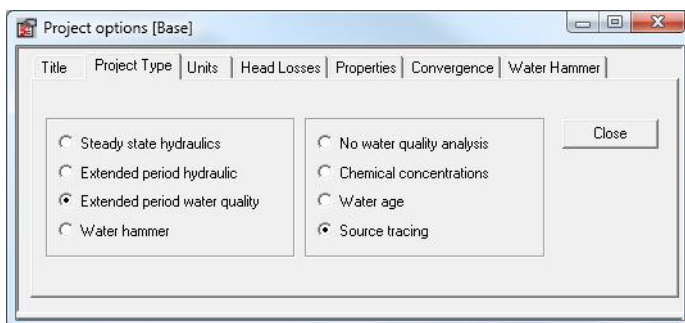 Project options [Base]
Title Project Type Units Head Losses Properties Convergence Water Hammer
Steady state hydraulics
Extended period hydraulic
Extended period water quality
Water hammer
No water quality analysis
Chemical concentrations
Water age
Source tracing
Close